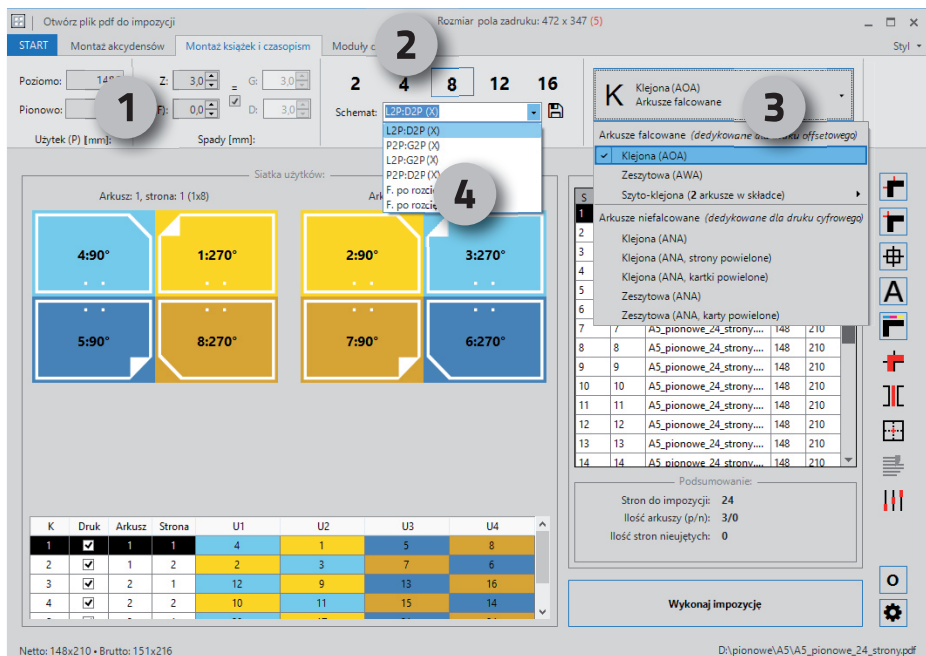 Otwórz plik pdf do impozycji
Rozmiar pola zadruku: 472 x 347 (5)
START Montaż akcydensów Montaż książek i czasopism Moduły
Styl
Poziomo: 148
Z: 3,0 = G: 3,0
Pionowo:
F): 0,0 D: 3,0
Użytek (P) [mm]:
Spady [mm]:
1
2
3
4
2 4 8 12 16
Schemat: L2P:D2P (X)
L2P:D2P (X)
P2P:G2P (X)
L2P:G2P (X)
P2P:D2P (X)
F. po rozcię
F. po rozcię
K Klejona (AOA)
Arkusze falcowane
Arkusze falcowane (dedykowane dla druku offsetowego)
Klejona (AOA)
Zeszytowa (AWA)
Szyto-klejona (2 arkusze w składce)
Arkusze niefalcowane (dedykowane dla druku cyfrowego)
Klejona (ANA)
Klejona (ANA, strony powielone)
Klejona (ANA, kartki powielone)
Zeszytowa (ANA)
Zeszytowa (ANA, karty powielone)
Siatka użytków:
Arkusz: 1, strona: 1 (1x8)
4:90° 1:270° 2:90° 3:270°
5:90° 8:270° 7:90° 6:270°
S
1
2
3
4
5
6
7 7 A5_pionowe_24_strony.... 148 210
8 8 A5_pionowe_24_strony.... 148 210
9 9 A5_pionowe_24_strony.... 148 210
10 10 A5_pionowe_24_strony.... 148 210
11 11 A5_pionowe_24_strony.... 148 210
12 12 A5_pionowe_24_strony.... 148 210
13 13 A5_pionowe_24_strony.... 148 210
14 14 A5_pionowe_24_strony.... 148 210
Podsumowanie:
Stron do impozycji: 24
Ilość arkuszy (p/n): 3/0
Ilość stron nieujętych: 0
K Druk Arkusz Strona U1 U2 U3 U4
1 1 1 4 1 5 8
2 1 2 2 3 7 6
3 2 1 12 9 13 16
4 2 2 10 11 15 14
Wykonaj impozycję
A
O
Netto: 148x210 • Brutto: 151x216
D:\pionowe\A5\A5_pionowe_24_strony.pdf